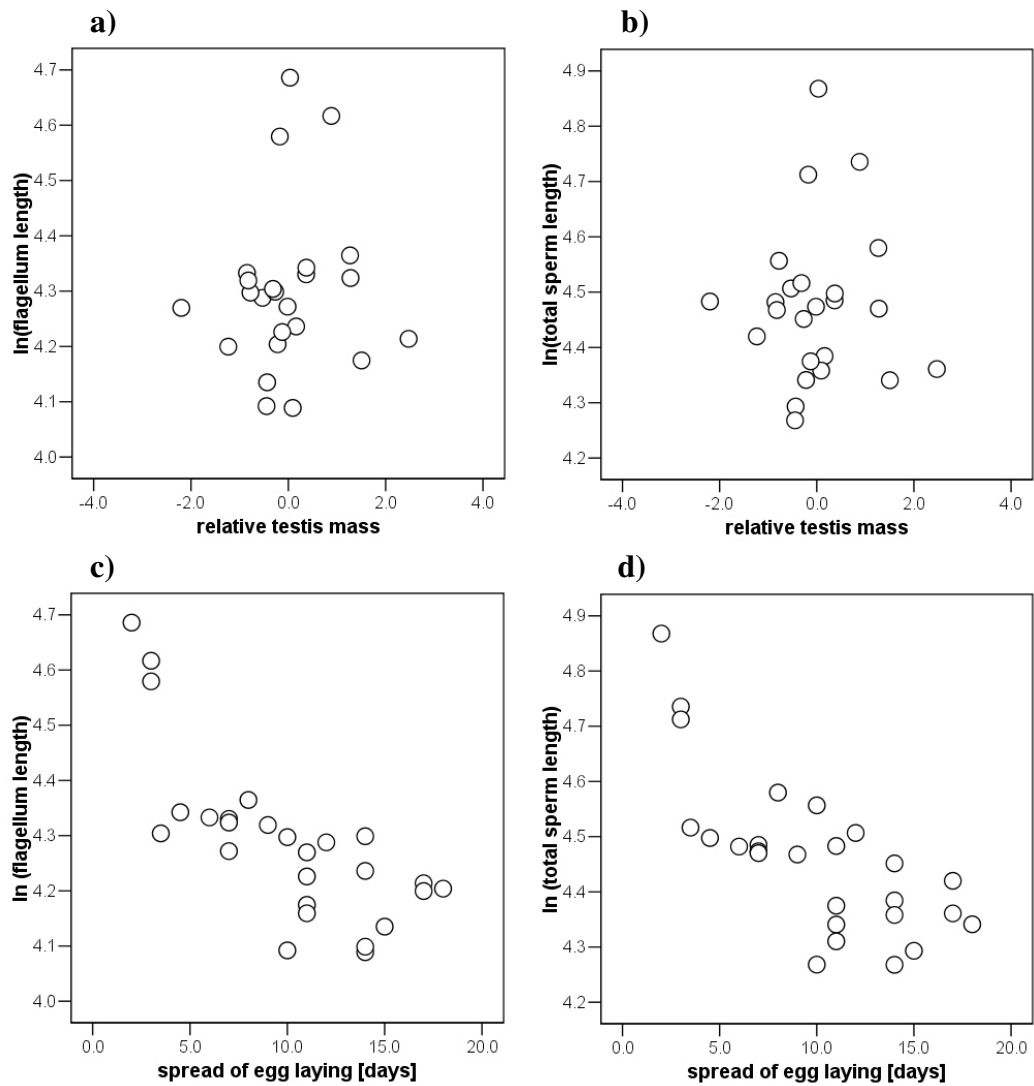 a)
ln(flagellum length)
4.7
4.6
4.5
4.4
4.3
4.2
4.1
4.0
-4.0 -2.0 0.0 2.0 4.0
relative testis mass
b)
ln(total sperm length)
4.9
4.8
4.7
4.6
4.5
4.4
4.3
4.2
-4.0 -2.0 0.0 2.0 4.0
relative testis mass
c)
ln (flagellum length)
4.7
4.6
4.5
4.4
4.3
4.2
4.1
4.0
0.0 5.0 10.0 15.0 20.0
spread of egg laying [days]
d)
ln (total sperm length)
4.9
4.8
4.7
4.6
4.5
4.4
4.3
4.2
0.0 5.0 10.0 15.0 20.0
spread of egg laying [days]